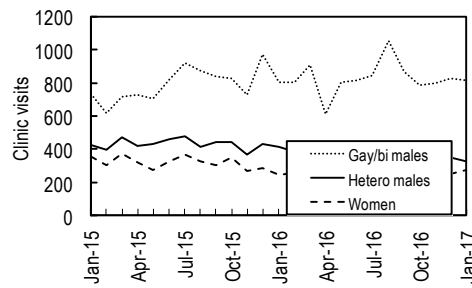 1200
1000
800
600
400
200
0
Clinic visits
Gay/bi males
Hetero males
Women
Jan-15
Apr-15
Jul-15
Oct-15
Jan-16
Apr-16
Jul-16
Oct-16
Jan-17